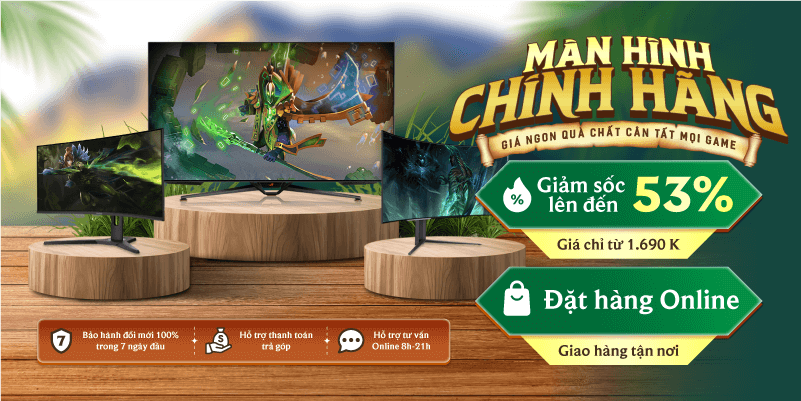 MÀN HÌNH
CHÍNH HÃNG
GIÁ NGON QUÀ CHẤT CÂN TẤT MỌI GAME
%
Giảm sốc
lên đến
53%
Giá chỉ từ 1.690 K
Đặt hàng Online
Giao hàng tận nơi
7
Bảo hành đổi mới 100%
trong 7 ngày đầu
$
Hỗ trợ thanh toán
trả góp
Hỗ trợ tư vấn
Online 8h-21h